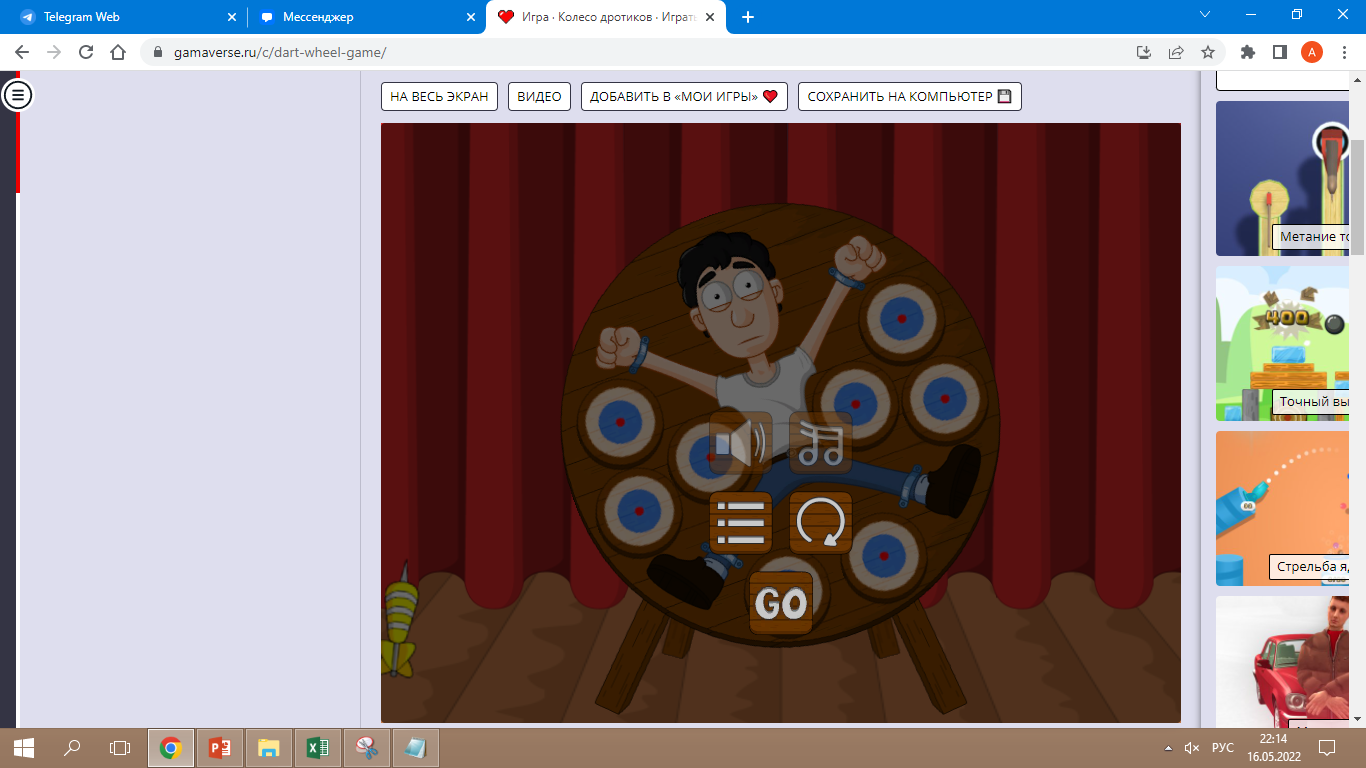 Telegram Web
Мессенджер
Игра · Колесо дротиков · Играть
gamaverse.ru/c/dart-wheel-game/
A
НА ВЕСЬ ЭКРАН
ВИДЕО
ДОБАВИТЬ В «МОИ ИГРЫ»
СОХРАНИТЬ НА КОМПЬЮТЕР
Метание то
400
Точный вы
Стрельба яд
GO
РУС
22:14
16.05.2022